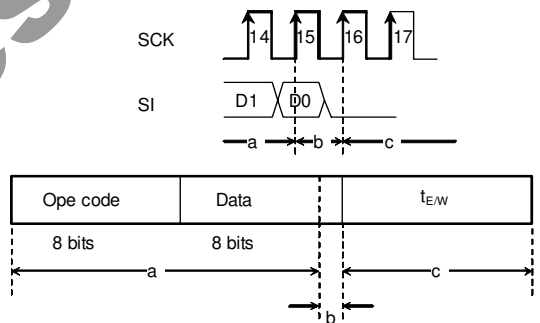 SCK 14 15 16 17
SI D1 D0
a b c
Ope code Data tE/W
8 bits 8 bits
a c
b